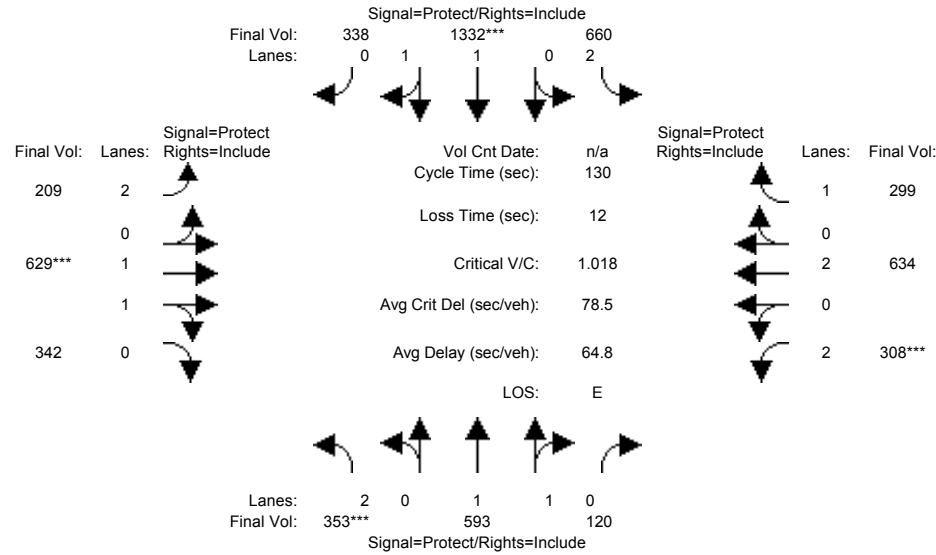 Signal=Protect/Rights=Include
Final Vol: 338 1332*** 660
Lanes: 0 1 1 0 2
Signal=Protect Signal=Protect
Final Vol: Lanes: Rights=Include Vol Cnt Date: n/a Rights=Include Lanes: Final Vol:
Cycle Time (sec): 130
209 2 1 299
Loss Time (sec): 12
0 0
629*** 1 Critical V/C: 1.018 2 634
1 Avg Crit Del (sec/veh): 78.5 0
342 0 Avg Delay (sec/veh): 64.8 2 308***
LOS: E
Lanes: 2 0 1 1 0
Final Vol: 353*** 593 120
Signal=Protect/Rights=Include